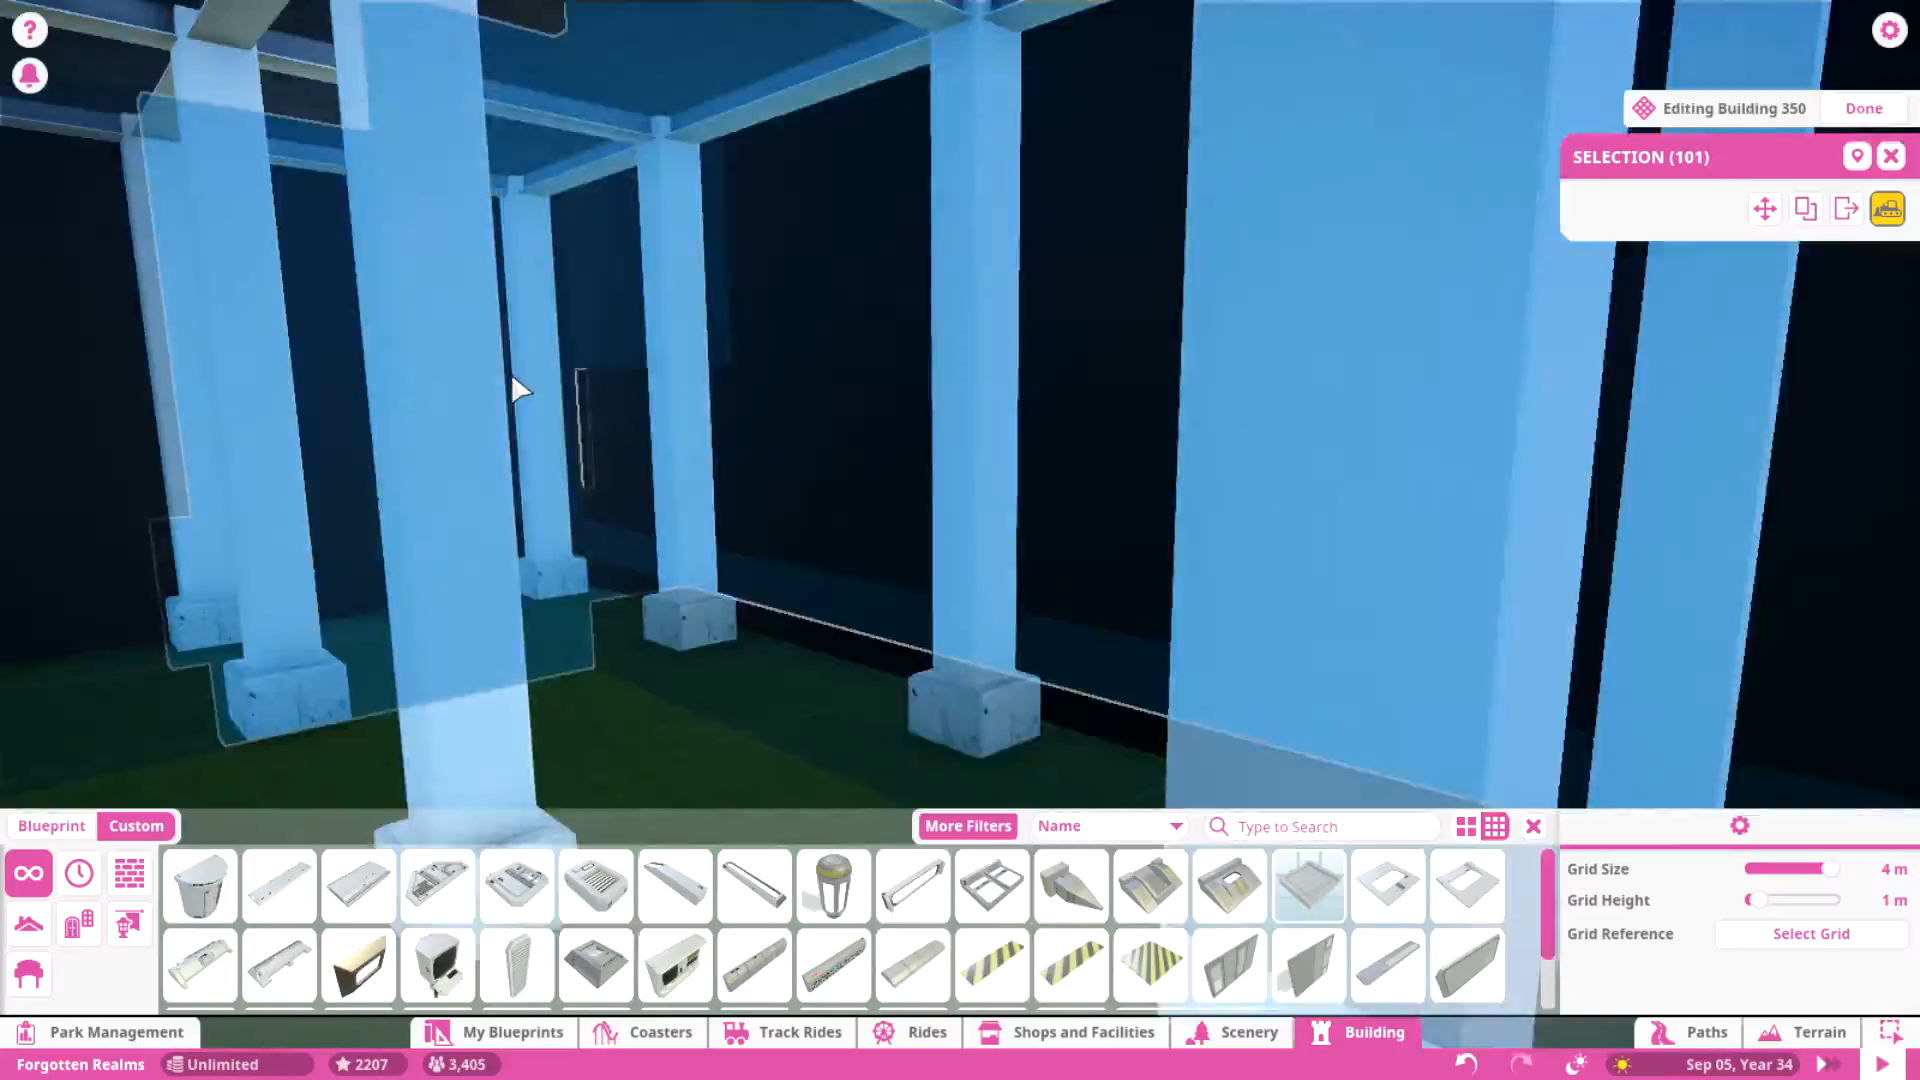 ?
Editing Building 350 Done
SELECTION (101)
Blueprint Custom More Filters Name Type to Search
Grid Size 4 m
Grid Height 1 m
Grid Reference Select Grid
Park Management My Blueprints Coasters Track Rides Rides Shops and Facilities Scenery Building Paths Terrain
Forgotten Realms Unlimited 2207 3,405 Sep 05, Year 34